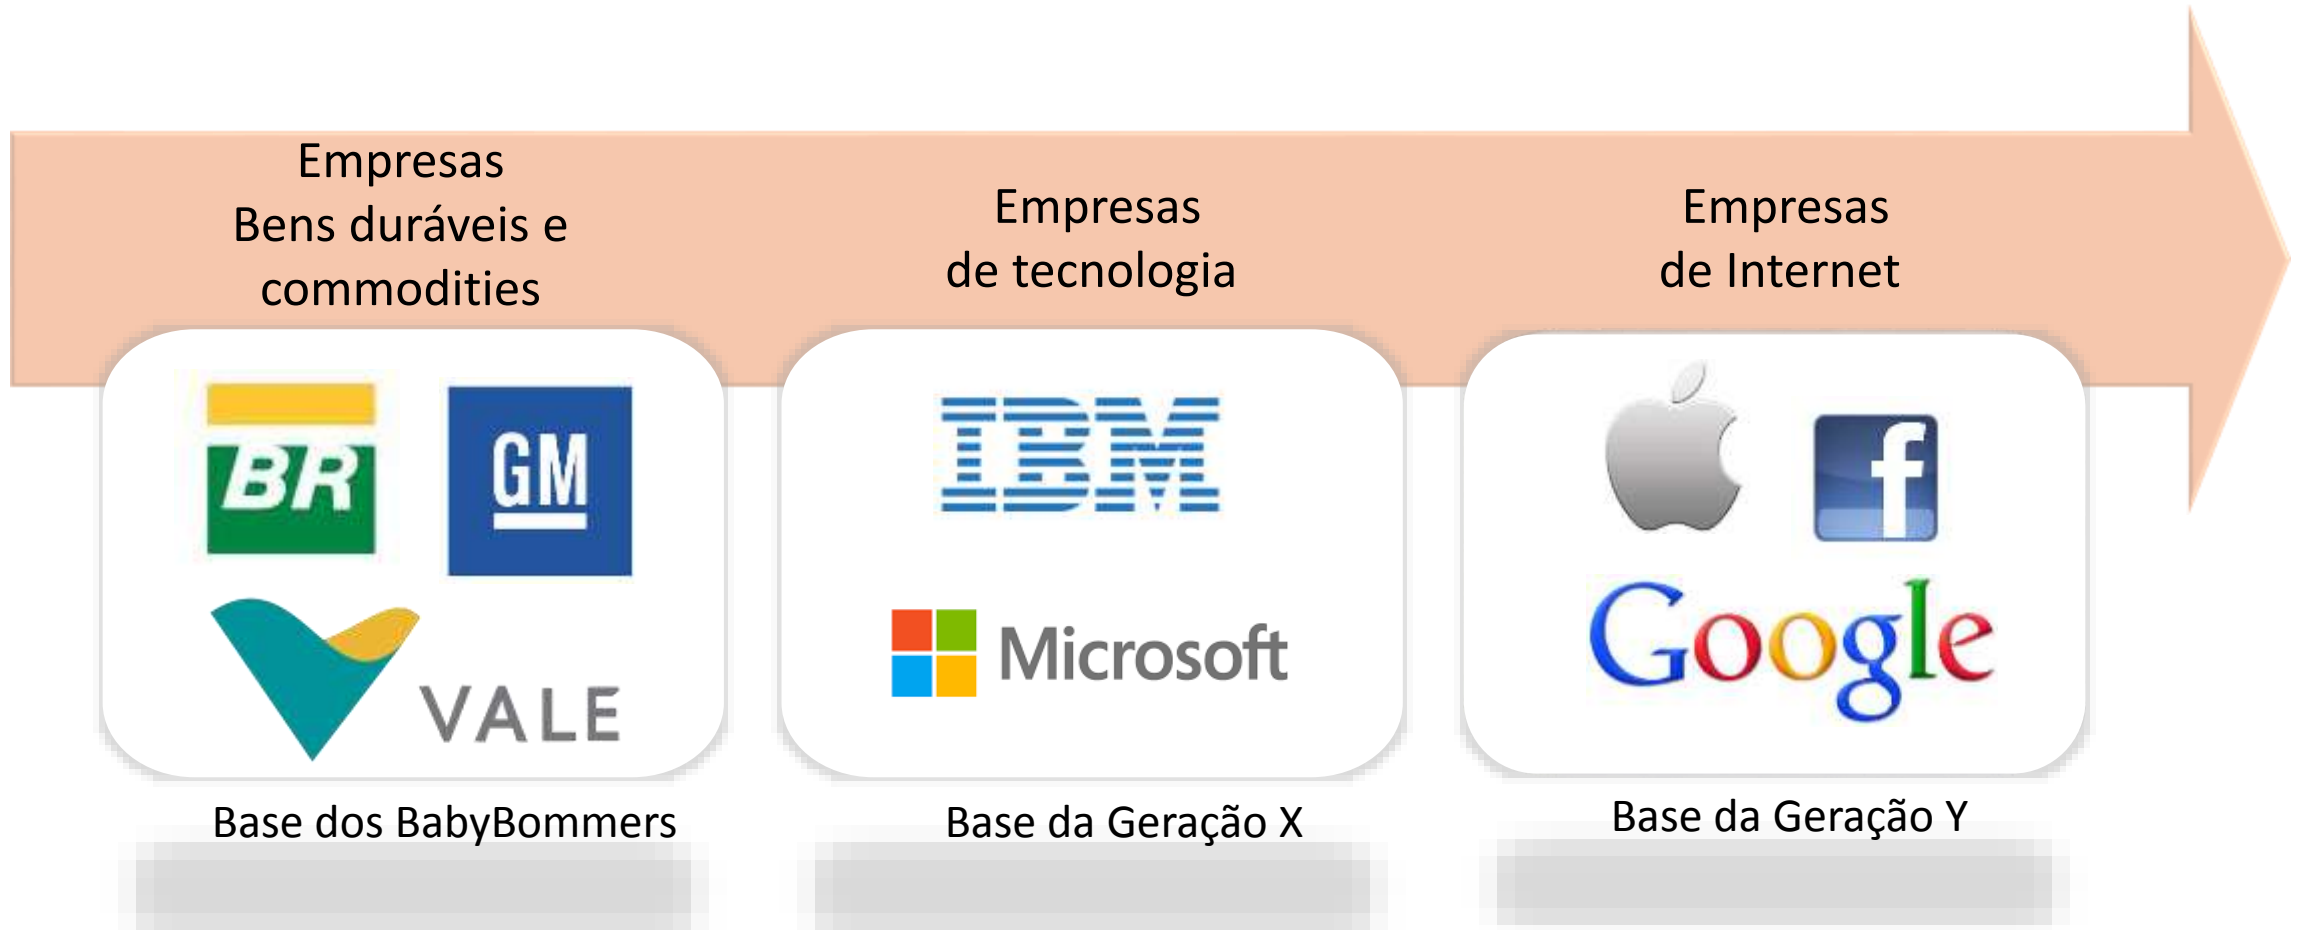 Empresas
Bens duráveis e
commodities
Empresas
de tecnologia
Empresas
de Internet
BR
GM
VALE
IBM
Microsoft
f
Google
Base dos BabyBommers
Base da Geração X
Base da Geração Y